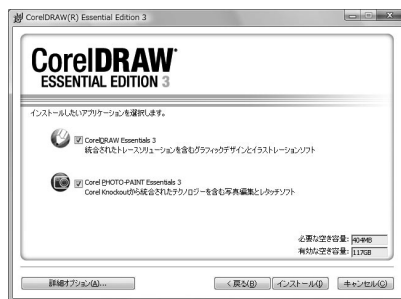 CorelDRAW(R) Essential Edition 3
CorelDRAW
ESSENTIAL EDITION 3
インストールしたいアプリケーションを選択します。
CorelDRAW Essentials 3
統合されたトレースソリューションを含むグラフィックデザインとイラストレーションソフト
Corel PHOTO-PAINT Essentials 3
Corel Knockoutから統合されたテクノロジーを含む写真編集とレタッチソフト
必要な空き容量: 404MB
有効な空き容量: 117GB
詳細オプション(A)... < 戻る(B) インストール(I) キャンセル(C)